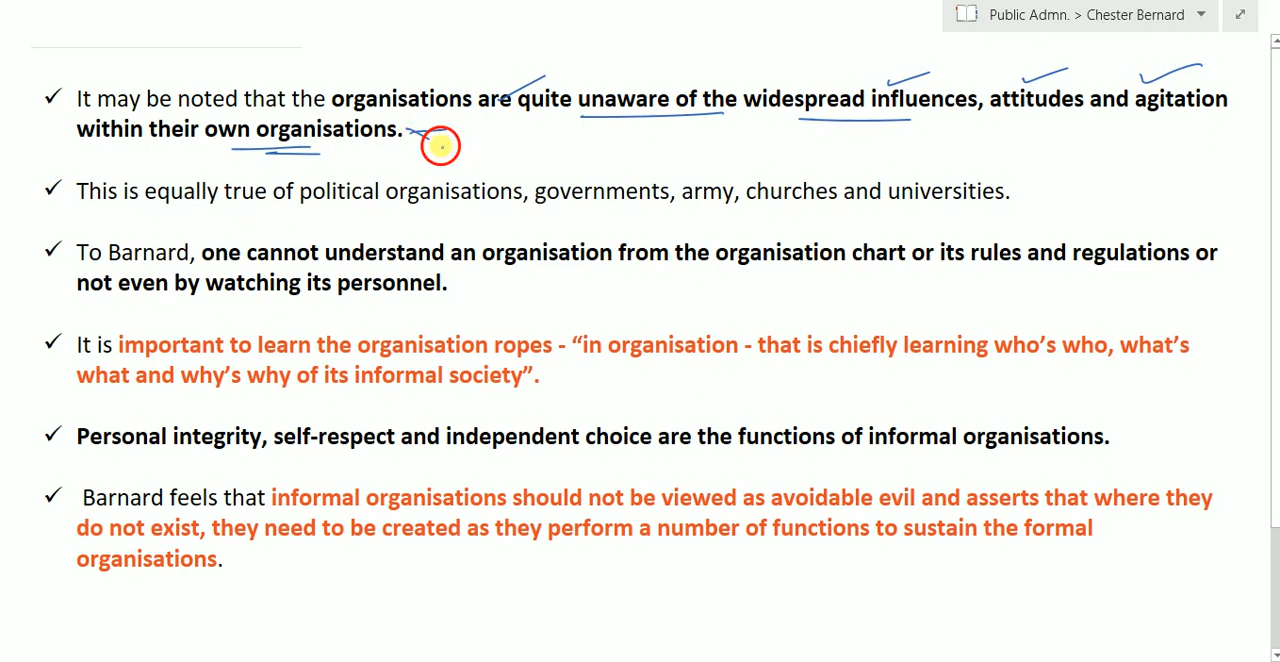 Public Admn. > Chester Bernard
It may be noted that the organisations are quite unaware of the widespread influences, attitudes and agitation
within their own organisations.
This is equally true of political organisations, governments, army, churches and universities.
To Barnard, one cannot understand an organisation from the organisation chart or its rules and regulations or
not even by watching its personnel.
It is important to learn the organisation ropes - “in organisation - that is chiefly learning who’s who, what’s
what and why’s why of its informal society”.
Personal integrity, self-respect and independent choice are the functions of informal organisations.
Barnard feels that informal organisations should not be viewed as avoidable evil and asserts that where they
do not exist, they need to be created as they perform a number of functions to sustain the formal
organisations.